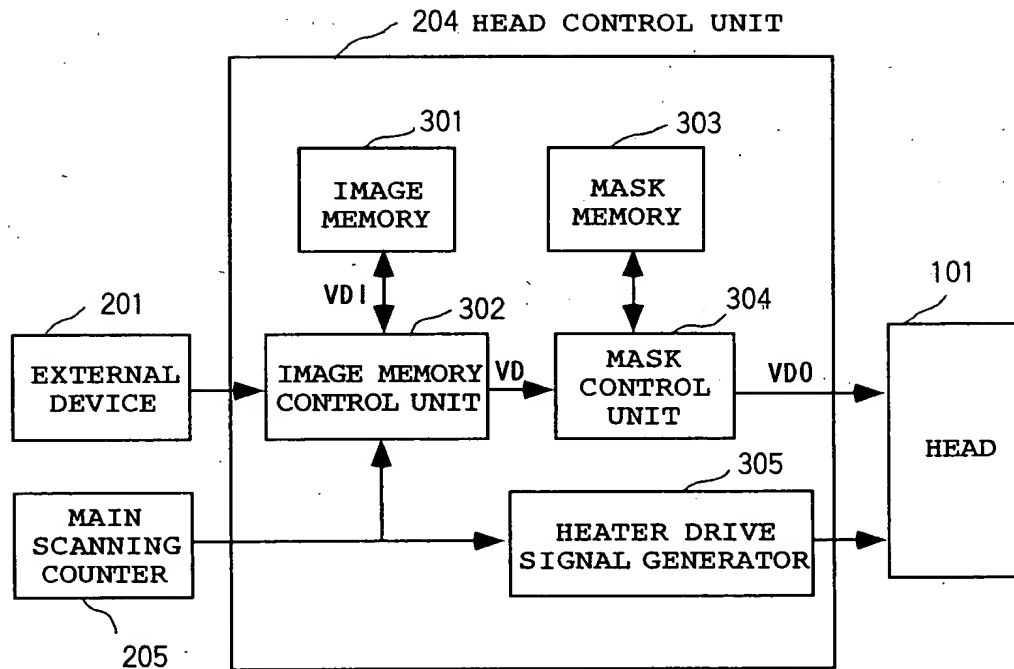 204 HEAD CONTROL UNIT
301
303
IMAGE
MEMORY
MASK
MEMORY
101
201
VDI
302
304
EXTERNAL
DEVICE
IMAGE MEMORY
CONTROL UNIT
VD
MASK
CONTROL
UNIT
VDO
HEAD
305
MAIN
SCANNING
COUNTER
HEATER DRIVE
SIGNAL GENERATOR
205